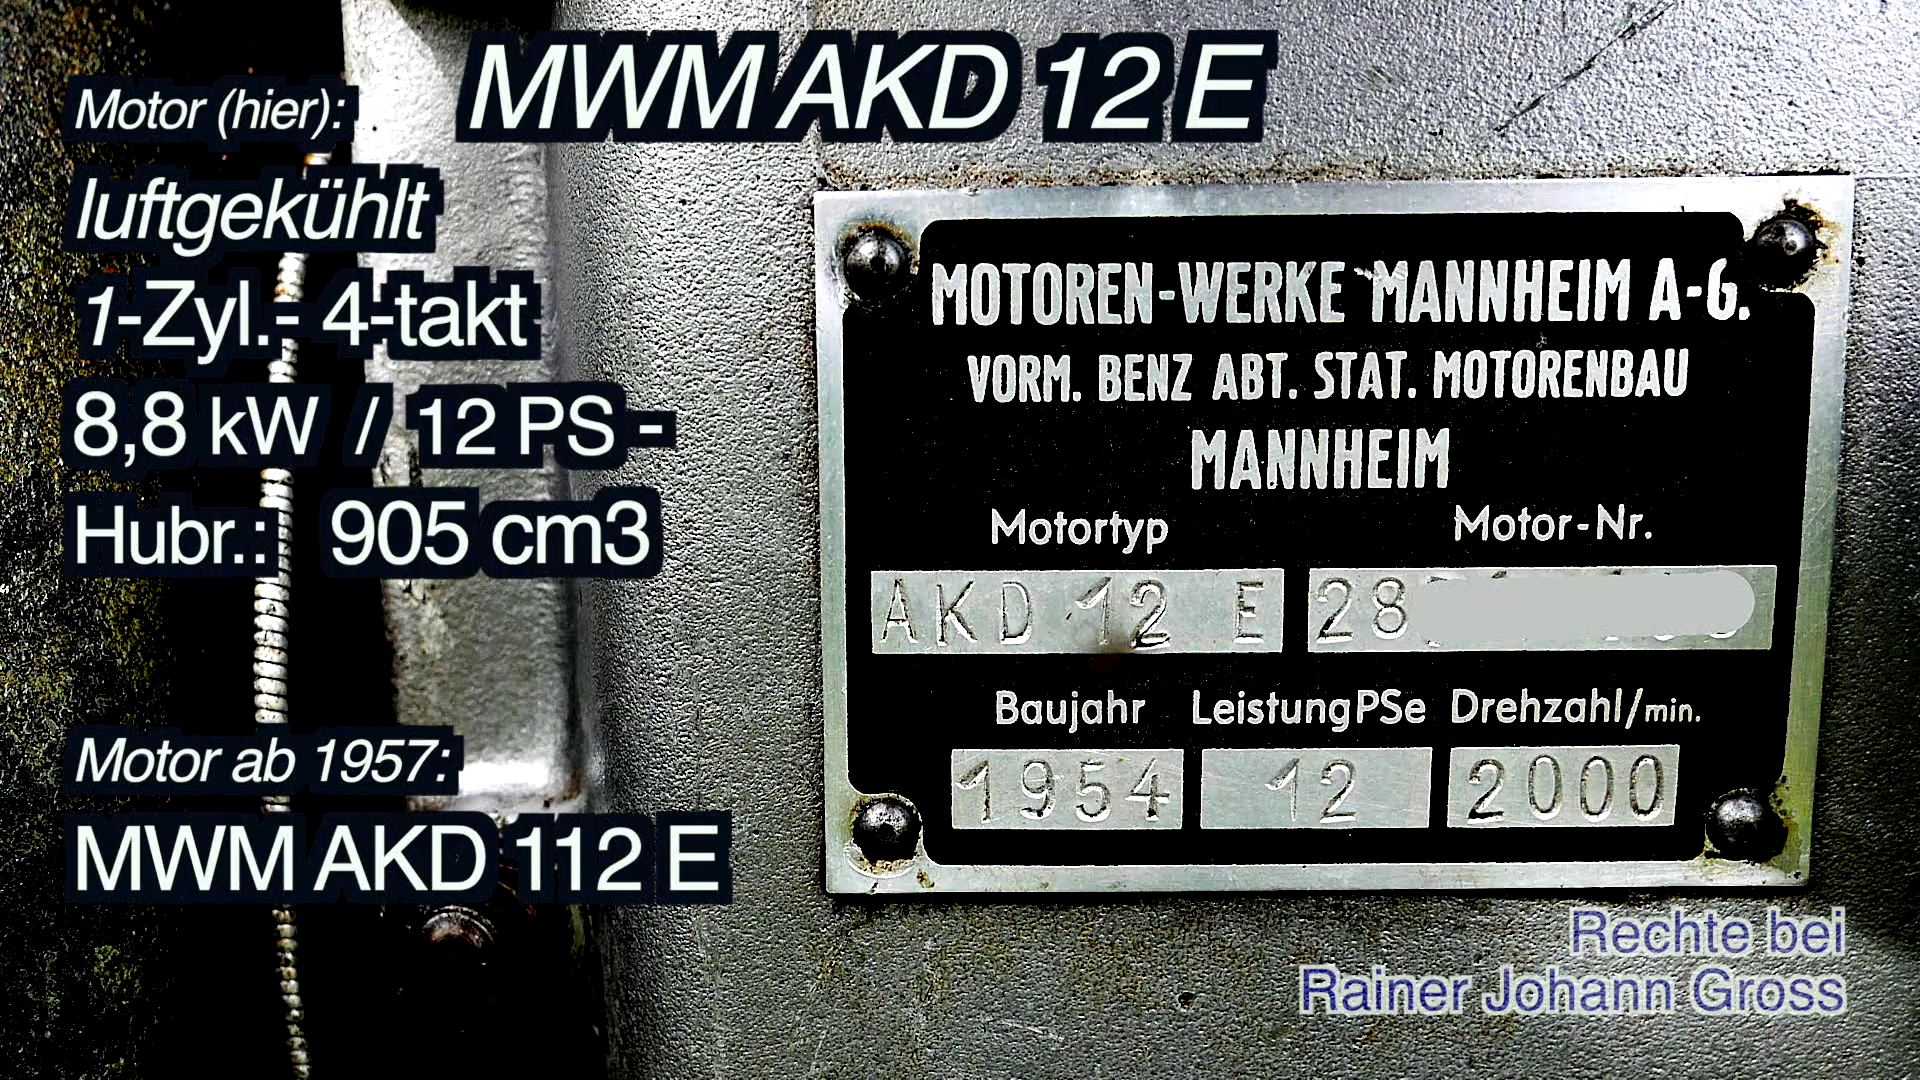 MWM AKD 12 E
Motor (hier):
luftgekühlt
1-Zyl.- 4-takt
8,8 kW / 12 PS -
Hubr.: 905 cm3
Motor ab 1957:
MWM AKD 112 E
MOTOREN-WERKE MANNHEIM A-G.
VORM. BENZ ABT. STAT. MOTORENBAU
MANNHEIM
Motortyp Motor-Nr.
AKD 12 E 28
Baujahr LeistungPSe Drehzahl/min.
1954 12 2000
Rechte bei
Rainer Johann Gross